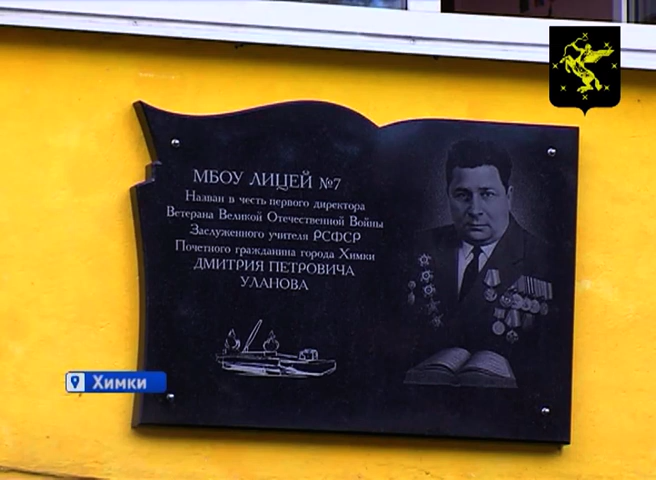 МБОУ ЛИЦЕЙ №7
Назван в честь первого директора
Ветерана Великой Отечественной Войны
Заслуженного учителя РСФСР
Почетного гражданина города Химки
ДМИТРИЯ ПЕТРОВИЧА
УЛАНОВА
Химки